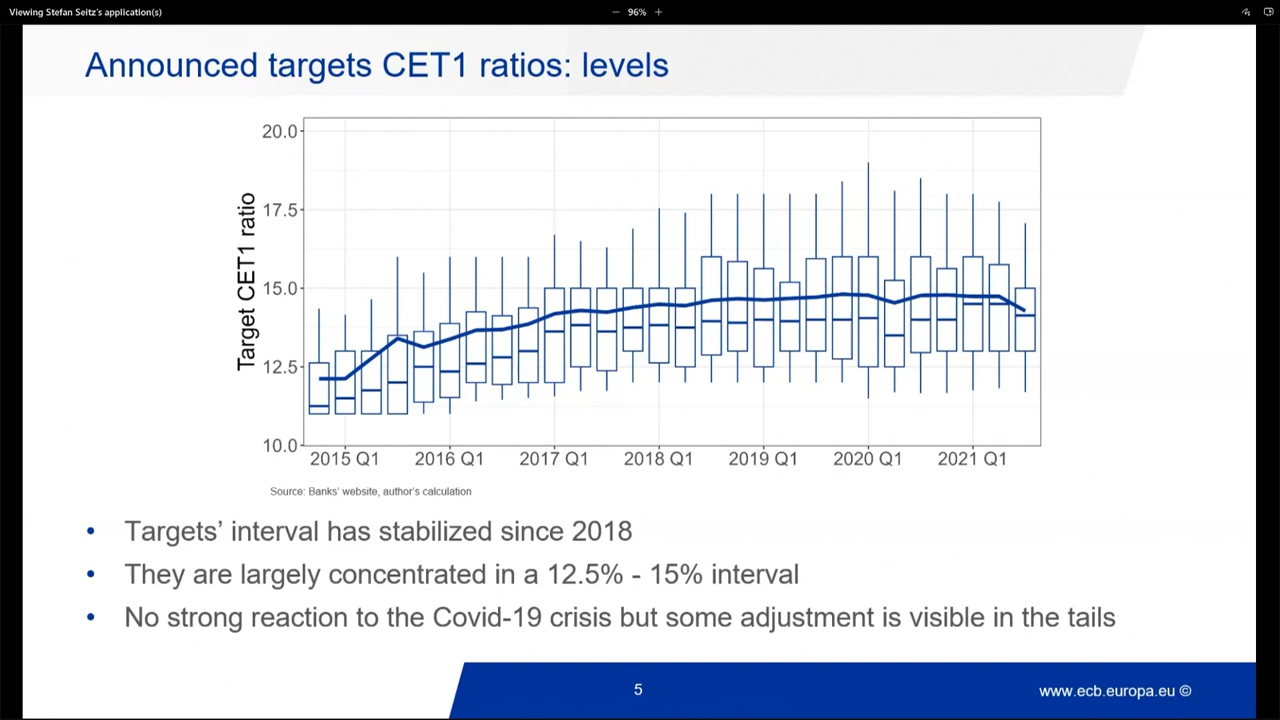 Viewing Stefan Seitz's application(s)
− 96% +
Announced targets CET1 ratios: levels
20.0
17.5
15.0
12.5
10.0
Target CET1 ratio
2015 Q1 2016 Q1 2017 Q1 2018 Q1 2019 Q1 2020 Q1 2021 Q1
Source: Banks' website, author's calculation
• Targets' interval has stabilized since 2018
• They are largely concentrated in a 12.5% - 15% interval
• No strong reaction to the Covid-19 crisis but some adjustment is visible in the tails
5
www.ecb.europa.eu ©